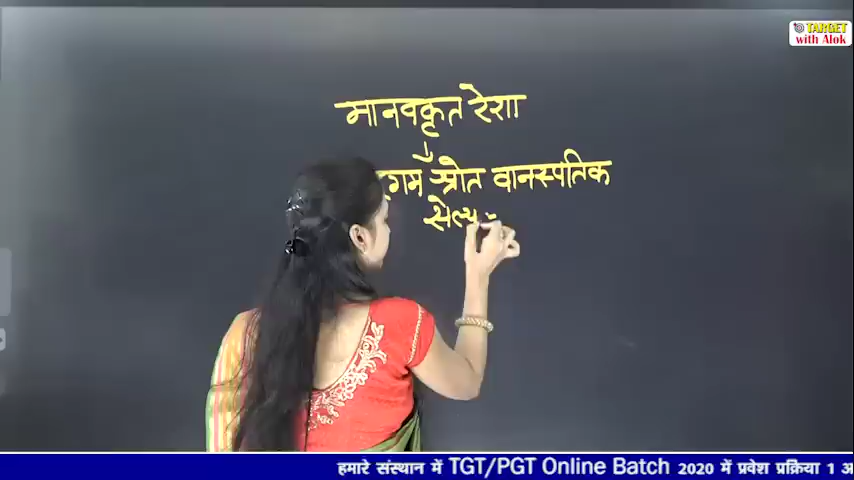 TARGET
with Alok
मानवकृत रेशा
स्रोत वानस्पतिक
हमारे संस्थान में TGT/PGT Online Batch 2020 में प्रवेश प्रक्रिया 1